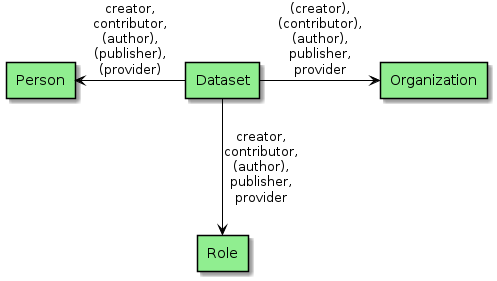 creator,
contributor,
(author),
(publisher),
(provider)
(creator),
(contributor),
(author),
publisher,
provider
Person
Dataset
Organization
creator,
contributor,
(author),
publisher,
provider
Role